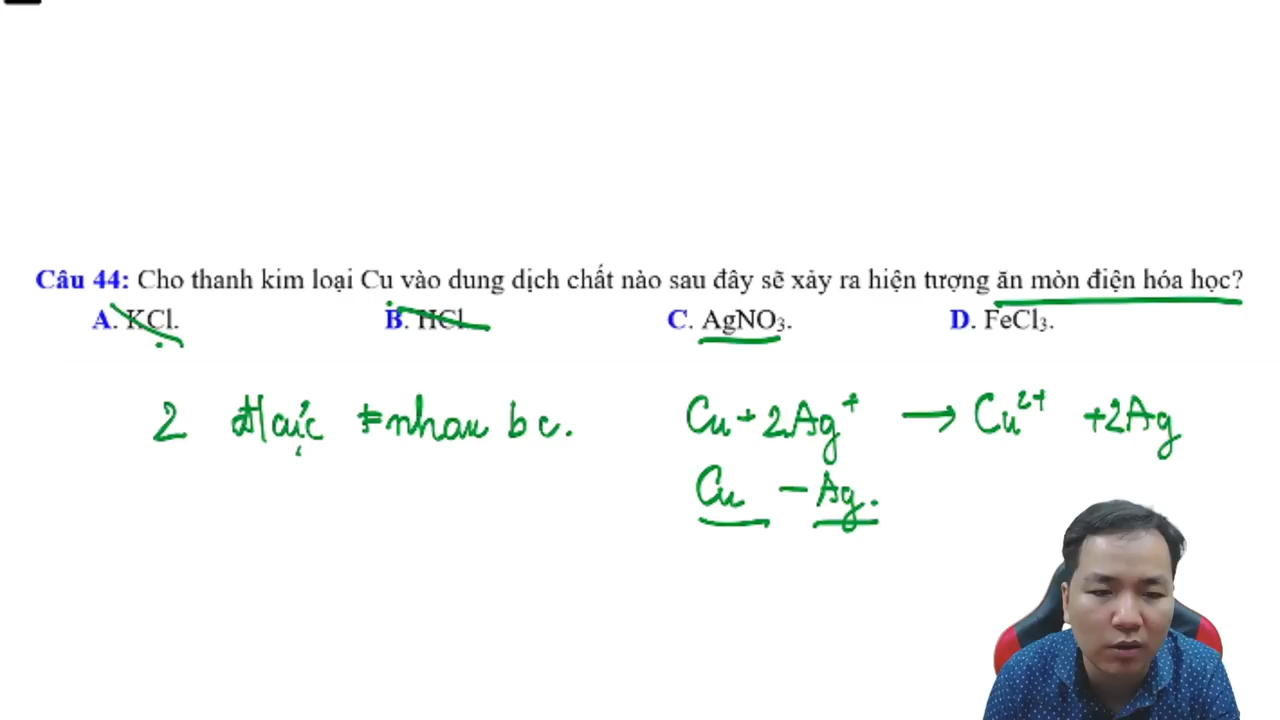 Câu 44: Cho thanh kim loại Cu vào dung dịch chất nào sau đây sẽ xảy ra hiện tượng ăn mòn điện hóa học?
A. KCl. B. HCl C. AgNO₃. D. FeCl₃.
2 ≠ nhau bc. Cu + 2Ag⁺ → Cu²⁺ + 2Ag
Cu – Ag.